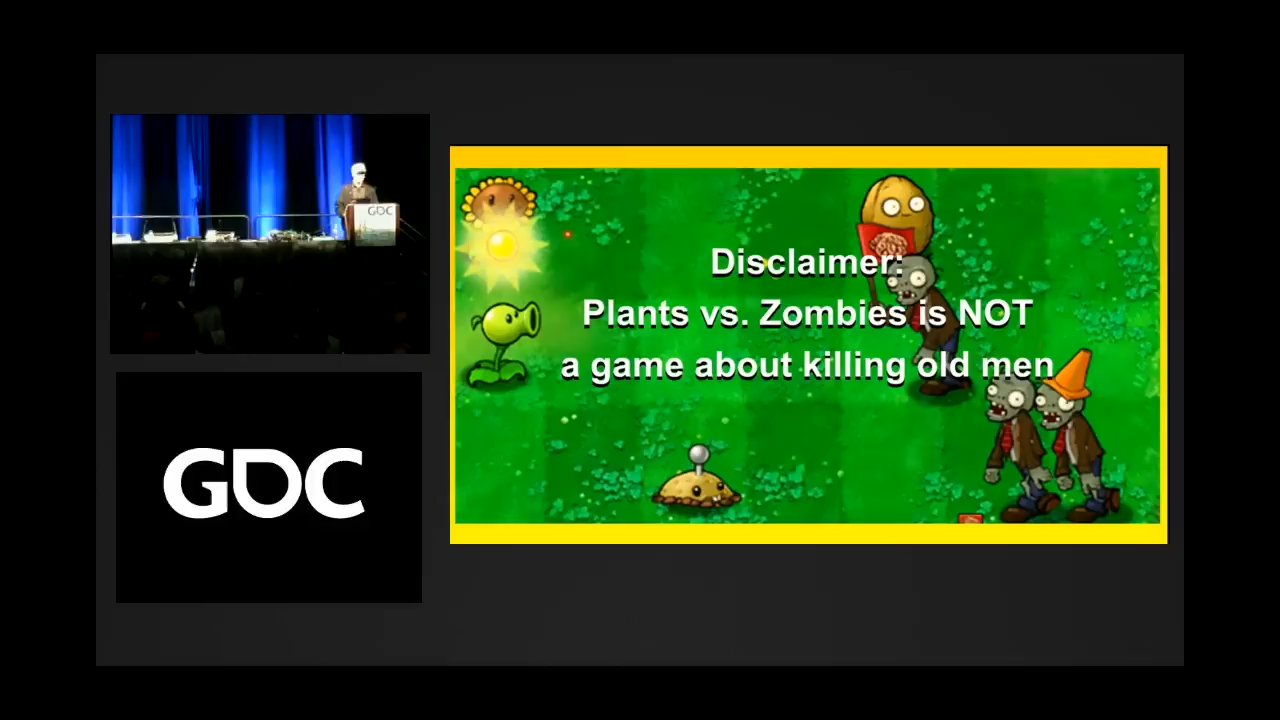 GDC
GDC
Disclaimer:
Plants vs. Zombies is NOT
a game about killing old men